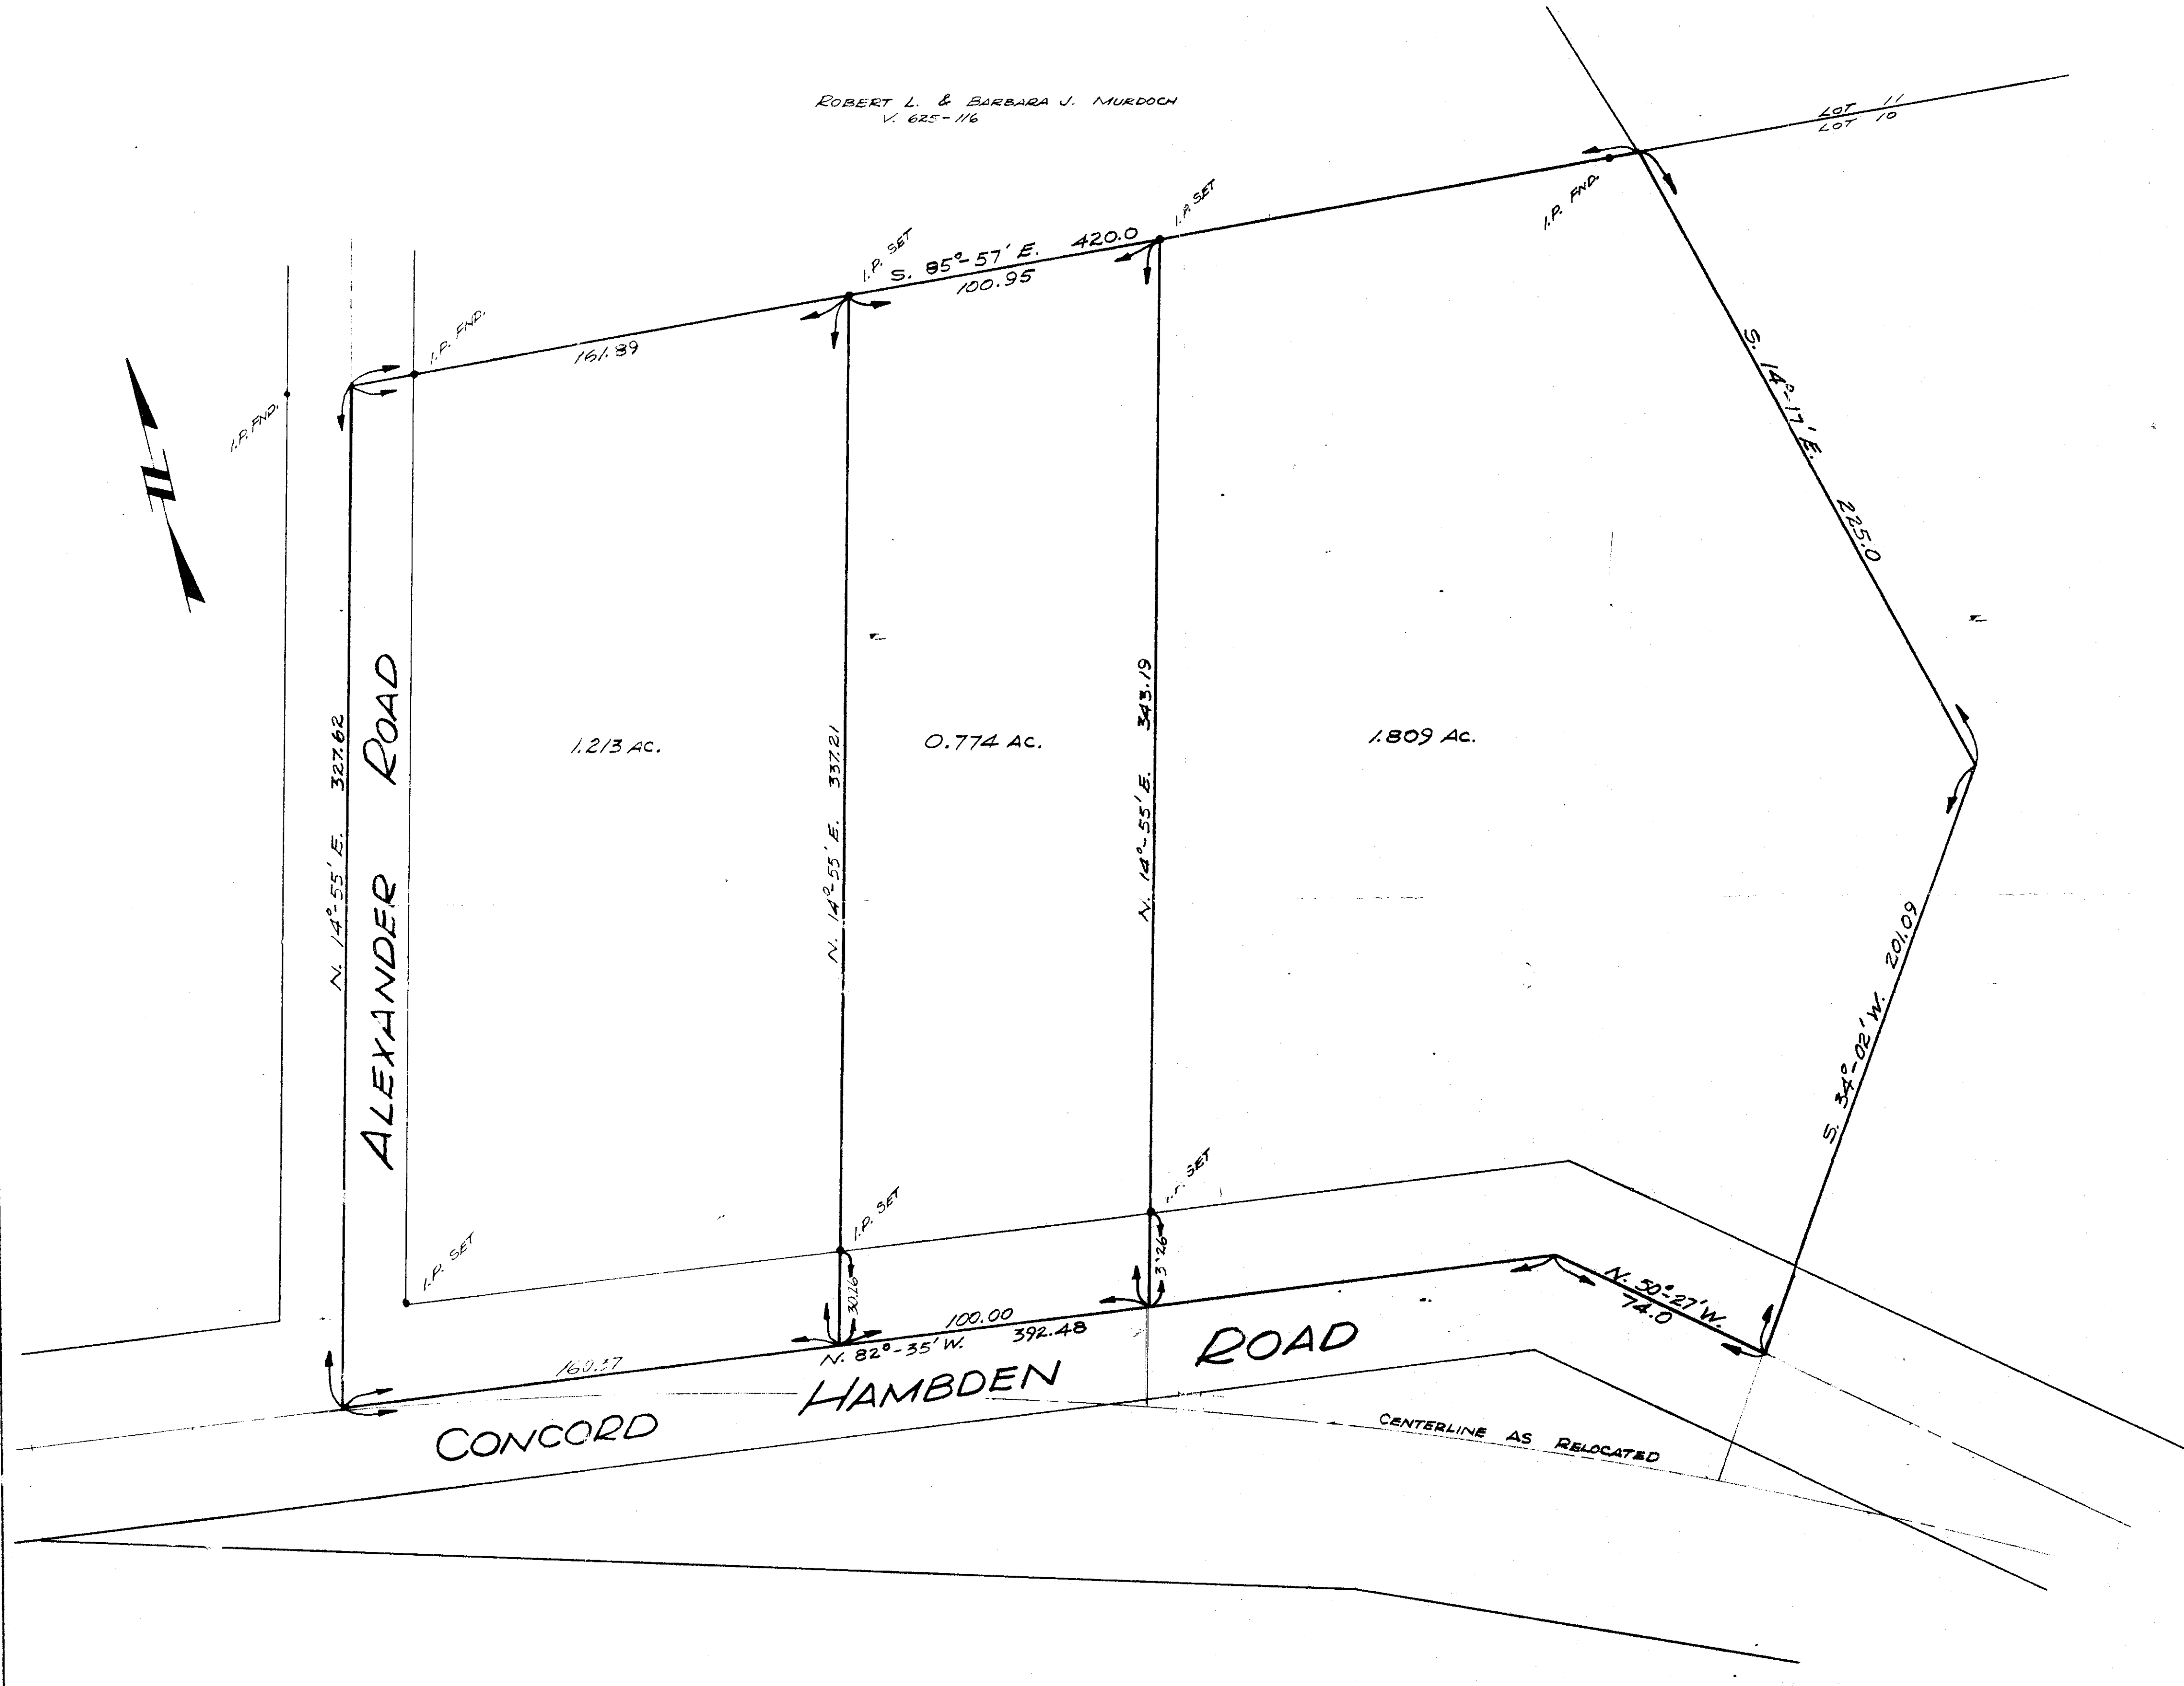 ROBERT L. & BARBARA J. MURDOCH
V. 625-116
LOT 11
LOT 10
I.P. SET
I.P. SET
I.P. FND.
S. 85°-57' E. 420.0
100.95
I.P. FND.
161.89
I.P. FND.
S. 14°-17' E. 225.0
N. 14°-55' E. 327.62
ALEXANDER ROAD
1.213 AC.
N. 14°-55' E. 337.21
0.774 AC.
N. 14°-55' E. 343.19
1.809 AC.
S. 34°-02' W. 201.09
I.P. SET
I.P. SET
SET
30.26
N. 50°-27' W.
74.0
100.00
N. 82°-35' W. 392.48
160.37
CONCORD HAMBDEN ROAD
CENTERLINE AS RELOCATED